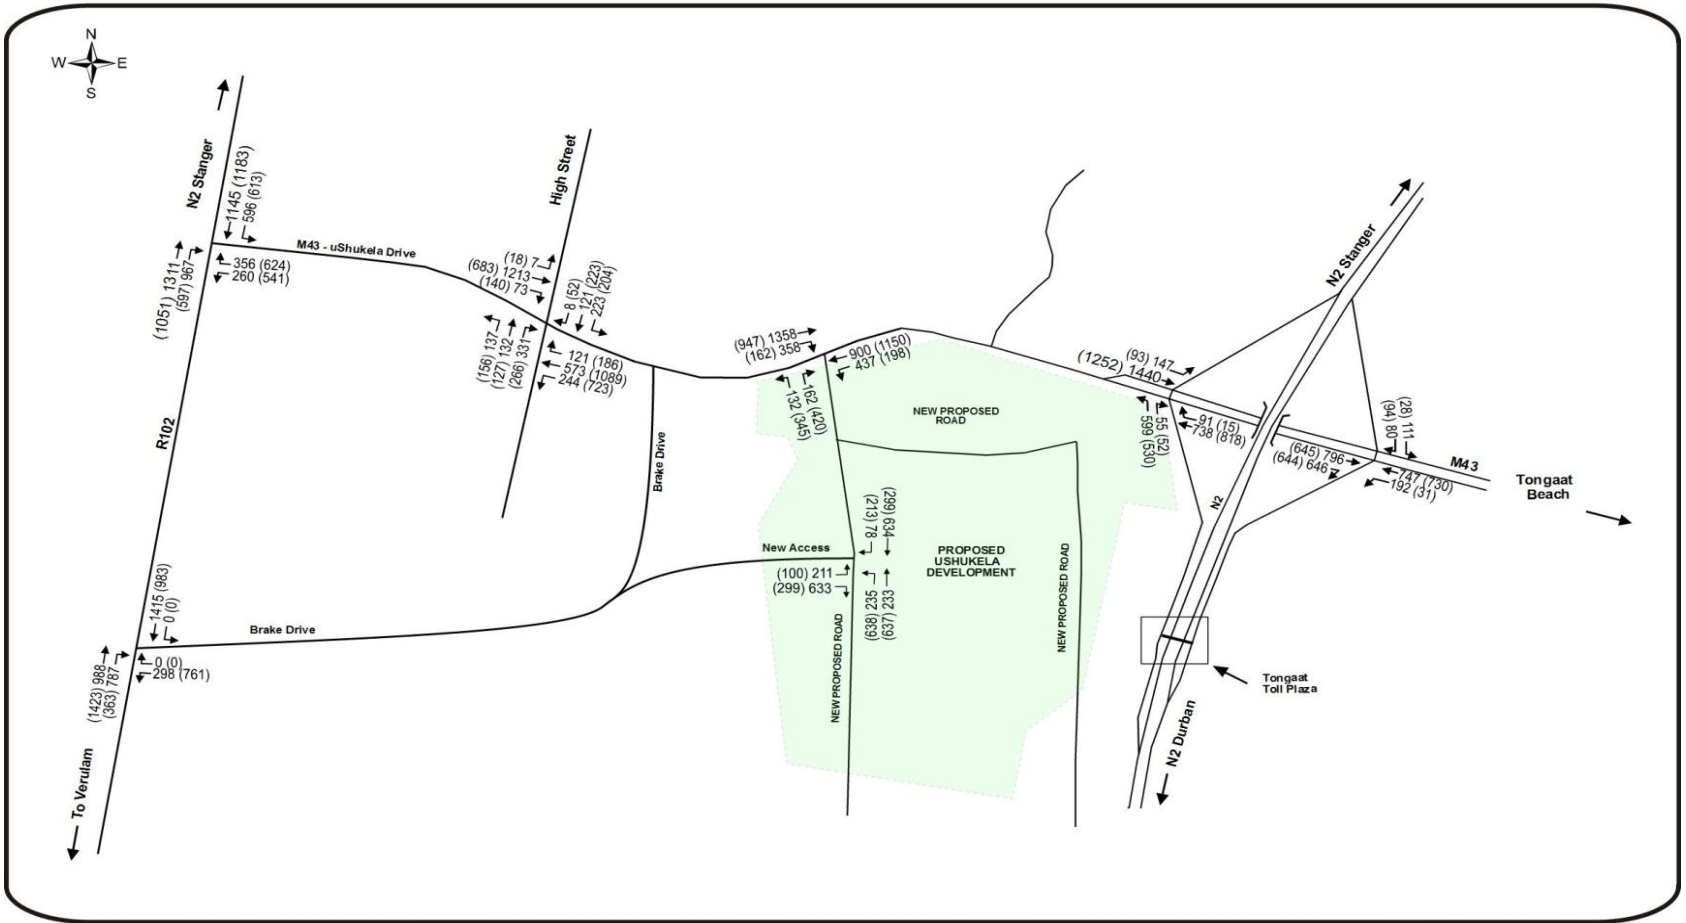 N
W
E
S
N2 Stanger
1145 (1183)
596 (613)
(1051) 1311
(597) 967
356 (624)
260 (541)
M43 - uShukela Drive
High Street
(18) 7
(683) 1213
(140) 73
8 (52)
121 (223)
223 (204)
(156) 137
(127) 132
(266) 331
121 (186)
573 (1089)
244 (723)
R102
Brake Drive
(947) 1358
(162) 358
900 (1150)
437 (198)
162 (420)
132 (345)
NEW PROPOSED
ROAD
(93) 147
(1252) 1440
55 (52)
599 (530)
91 (15)
738 (818)
N2 Stanger
(28) 111
(94) 80
(645) 796
(644) 646
747 (730)
192 (31)
M43
Tongaat
Beach
N2
New Access
(299) 634
(213) 78
(100) 211
(299) 633
PROPOSED
USHUKELA
DEVELOPMENT
NEW PROPOSED ROAD
NEW PROPOSED ROAD
1415 (983)
0 (0)
Brake Drive
0 (0)
298 (761)
(1423) 988
(363) 787
Tongaat
Toll Plaza
N2 Durban
To Verulam